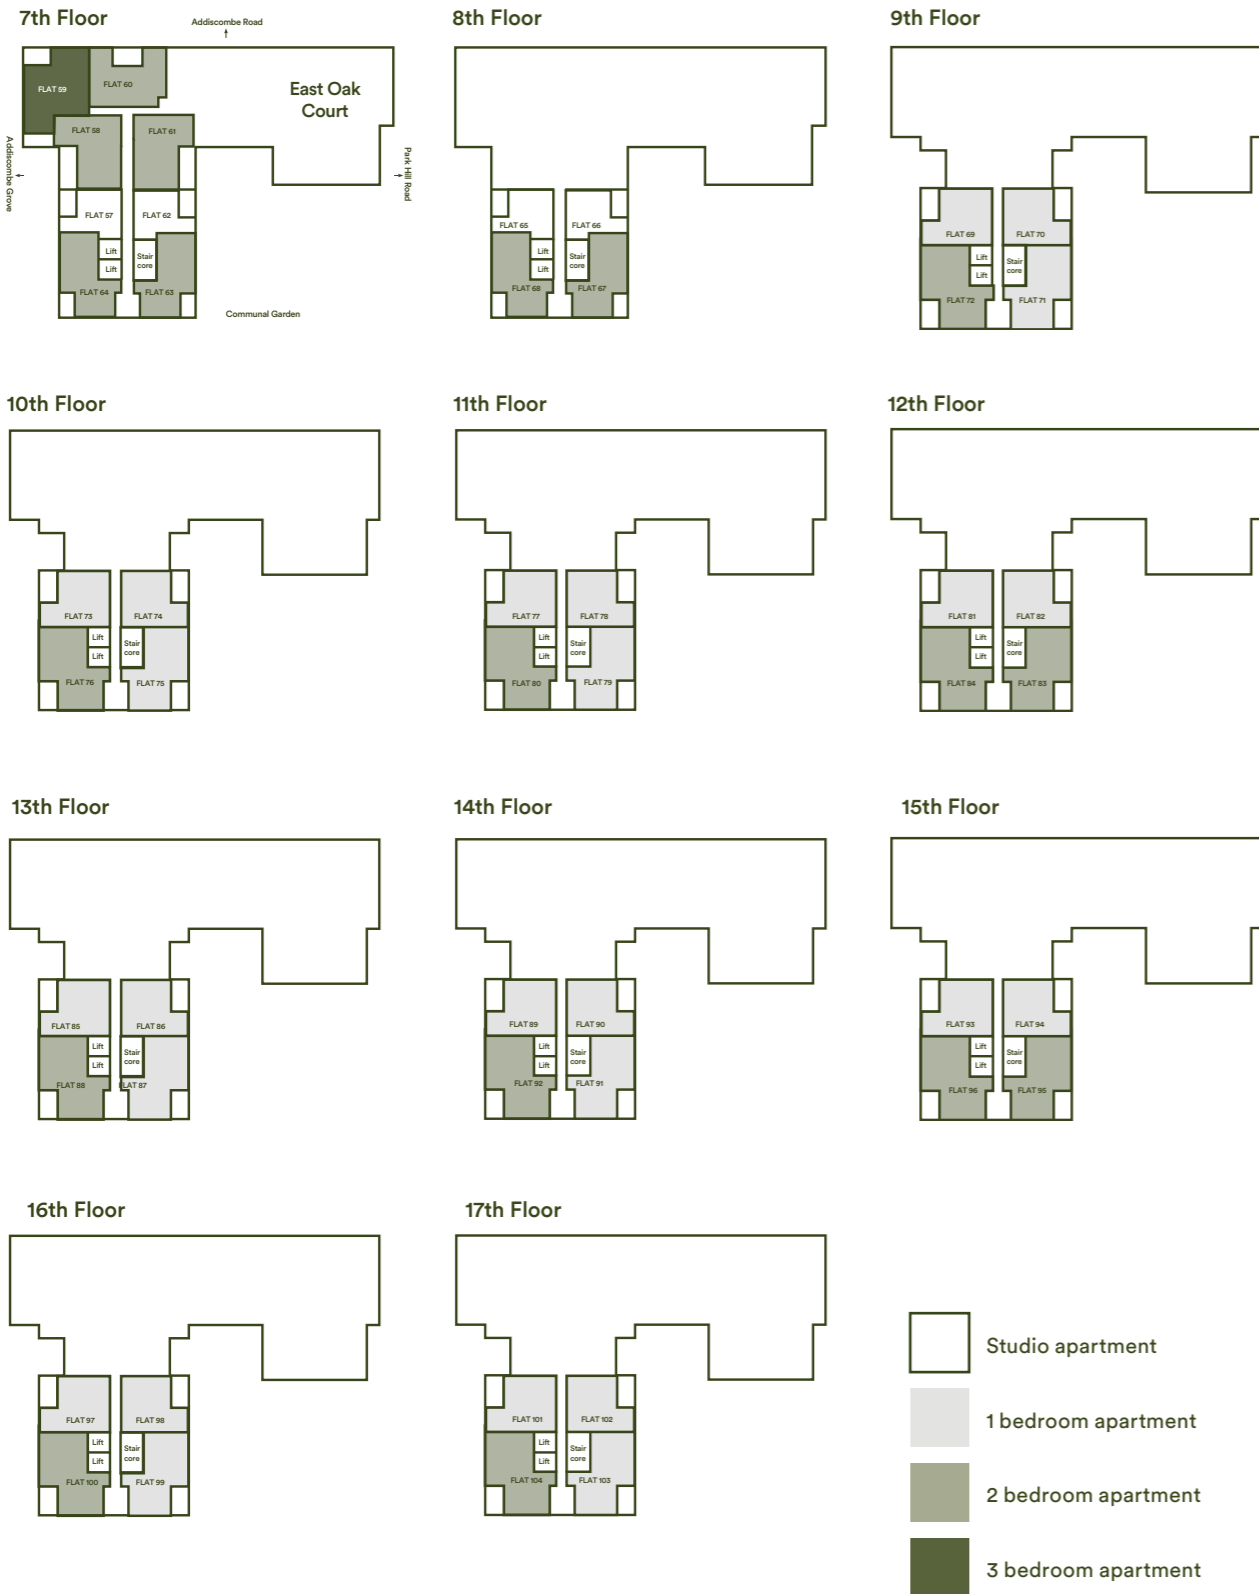 7th Floor
Addiscombe Road
FLAT 59
FLAT 60
East Oak
Court
FLAT 58
FLAT 61
Addiscombe Grove
Park Hill Road
FLAT 57
FLAT 62
Lift
Lift
Stair
core
FLAT 64
FLAT 63
Communal Garden
8th Floor
FLAT 65
FLAT 66
Lift
Lift
Stair
core
FLAT 68
FLAT 67
9th Floor
FLAT 69
FLAT 70
Lift
Lift
Stair
core
FLAT 72
FLAT 71
10th Floor
FLAT 73
FLAT 74
Lift
Lift
Stair
core
FLAT 76
FLAT 75
11th Floor
FLAT 77
FLAT 78
Lift
Lift
Stair
core
FLAT 80
FLAT 79
12th Floor
FLAT 81
FLAT 82
Lift
Lift
Stair
core
FLAT 84
FLAT 83
13th Floor
FLAT 85
FLAT 86
Lift
Lift
Stair
core
FLAT 88
FLAT 87
14th Floor
FLAT 89
FLAT 90
Lift
Lift
Stair
core
FLAT 92
FLAT 91
15th Floor
FLAT 93
FLAT 94
Lift
Lift
Stair
core
FLAT 96
FLAT 95
16th Floor
FLAT 97
FLAT 98
Lift
Lift
Stair
core
FLAT 100
FLAT 99
17th Floor
FLAT 101
FLAT 102
Lift
Lift
Stair
core
FLAT 104
FLAT 103
Studio apartment
1 bedroom apartment
2 bedroom apartment
3 bedroom apartment